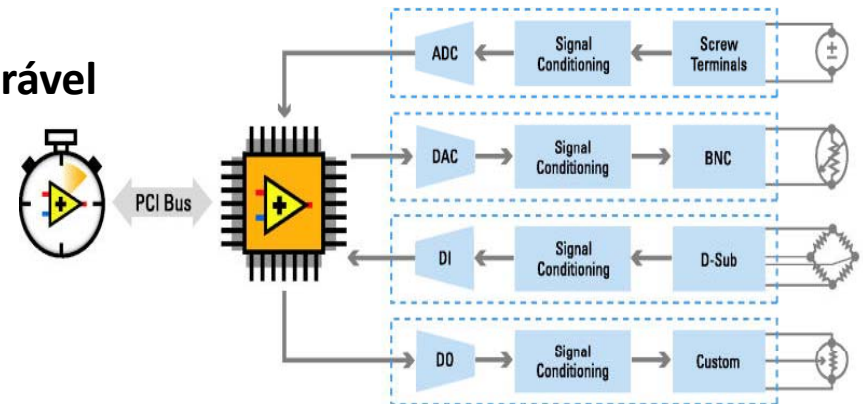 rável
PCI Bus
ADC
Signal
Conditioning
Screw
Terminals
DAC
Signal
Conditioning
BNC
DI
Signal
Conditioning
D-Sub
DO
Signal
Conditioning
Custom